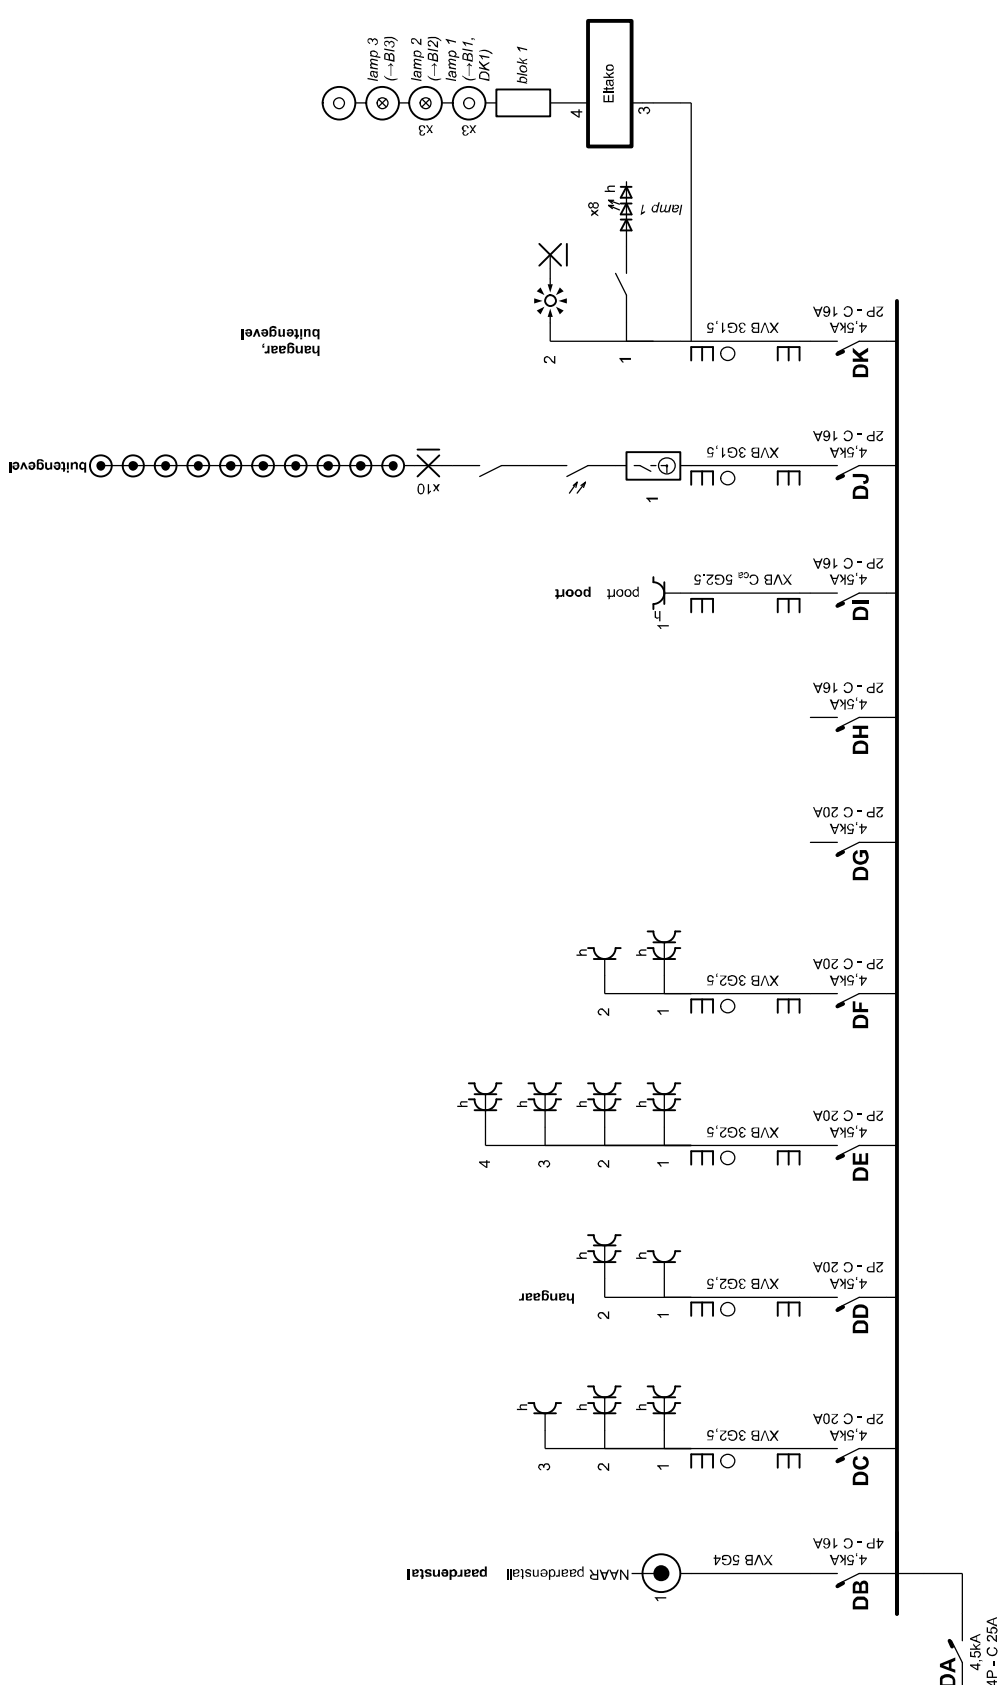 lamp 3
(→BI3)
lamp 2
(→BI2)
lamp 1
(→BI1,
DK1)
blok 1
Eltako
x3
x3
4
3
x8
h
lamp 1
hangaar,
buitengevel
2
1
XVB 3G1,5
2P - C 16A
4,5kA
DK
buitengevel
x10
1
XVB 3G1,5
2P - C 16A
4,5kA
DJ
poort
poort
h
1
XVB Cca 5G2.5
2P - C 16A
4,5kA
DI
2P - C 16A
4,5kA
DH
2P - C 20A
4,5kA
DG
h
h
2
1
XVB 3G2,5
2P - C 20A
4,5kA
DF
h
h
h
h
4
3
2
1
XVB 3G2,5
2P - C 20A
4,5kA
DE
hangaar
h
h
2
1
XVB 3G2,5
2P - C 20A
4,5kA
DD
h
h
h
3
2
1
XVB 3G2,5
2P - C 20A
4,5kA
DC
paardenstal
NAAR paardenstall
1
XVB 5G4
4P - C 16A
4,5kA
DB
DA
4,5kA
4P - C 25A